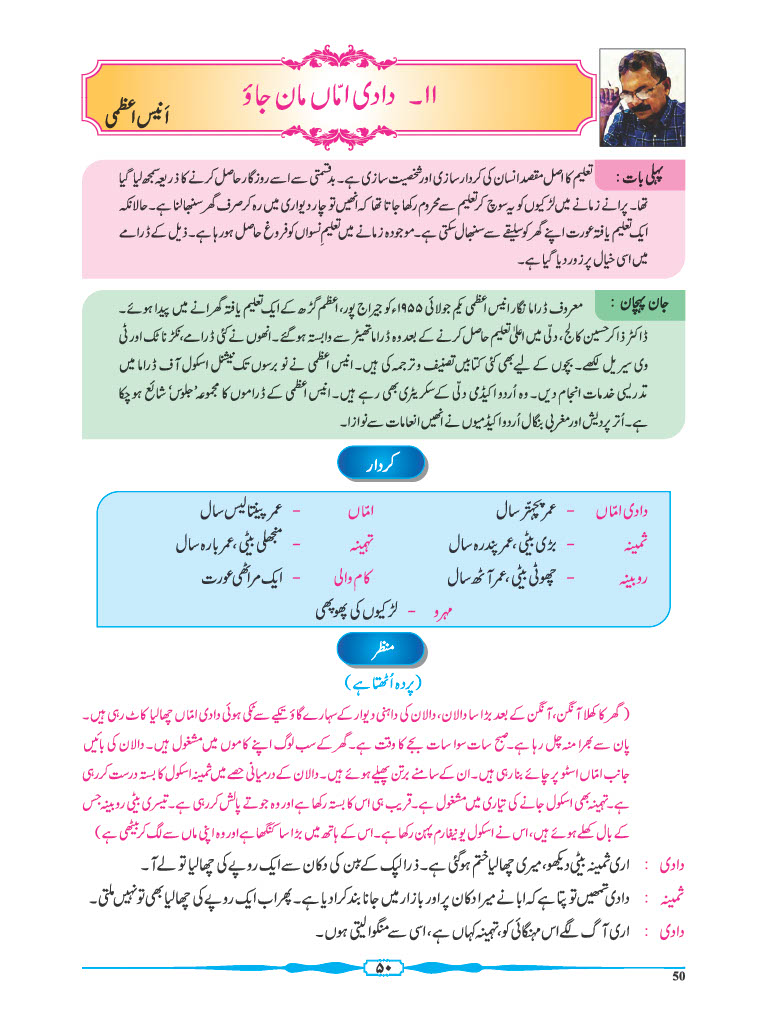 ۱۱۔ دادی امّاں مان جاؤ
انیس اعظمی
پہلی بات : تعلیم کا اصل مقصد انسان کی کردار سازی اور شخصیت سازی ہے۔ بدقسمتی سے اسے روزگار حاصل کرنے کا ذریعہ سمجھ لیا گیا
تھا۔ پرانے زمانے میں لڑکیوں کو یہ سوچ کر تعلیم سے محروم رکھا جاتا تھا کہ انھیں تو چار دیواری میں رہ کر صرف گھر سنبھالنا ہے۔ حالانکہ
ایک تعلیم یافتہ عورت اپنے گھر کو سلیقے سے سنبھال سکتی ہے۔ موجودہ زمانے میں تعلیمِ نسواں کو فروغ حاصل ہو رہا ہے۔ ذیل کے ڈرامے
میں اسی خیال پر زور دیا گیا ہے۔
جان پہچان : معروف ڈراما نگار انیس اعظمی یکم جولائی ۱۹۵۵ء کو جیراج پور، اعظم گڑھ کے ایک تعلیم یافتہ گھرانے میں پیدا ہوئے۔
ڈاکٹر ذاکر حسین کالج، دلّی میں اعلیٰ تعلیم حاصل کرنے کے بعد وہ ڈراما تھیٹر سے وابستہ ہو گئے۔ انھوں نے کئی ڈرامے، نکڑ ناٹک اور ٹی
وی سیریل لکھے۔ بچوں کے لیے بھی کئی کتابیں تصنیف و ترجمہ کی ہیں۔ انیس اعظمی نے نو برسوں تک نیشنل اسکول آف ڈراما میں
تدریسی خدمات انجام دیں۔ وہ اُردو اکیڈمی دلّی کے سکریٹری بھی رہے ہیں۔ انیس اعظمی کے ڈراموں کا مجموعہ ’جلوس‘ شائع ہو چکا
ہے۔ اُتر پردیش اور مغربی بنگال اُردو اکیڈمیوں نے انھیں انعامات سے نوازا۔
کردار
دادی امّاں - عمر پچھتّر سال امّاں - عمر پینتالیس سال
ثمینہ - بڑی بیٹی، عمر پندرہ سال تہمینہ - منجھلی بیٹی، عمر بارہ سال
روبینہ - چھوٹی بیٹی، عمر آٹھ سال کام والی - ایک مراٹھی عورت
مہرو - لڑکیوں کی پھوپھی
منظر
(پردہ اُٹھتا ہے)
( گھر کا کھلا آنگن، آنگن کے بعد بڑا سا دالان، دالان کی داہنی دیوار کے سہارے گاؤ تکیے سے ٹکی ہوئی دادی امّاں چھالیا کاٹ رہی ہیں۔
پان سے بھرا منہ چل رہا ہے۔ صبح سات سوا سات بجے کا وقت ہے۔ گھر کے سب لوگ اپنے کاموں میں مشغول ہیں۔ دالان کی بائیں
جانب امّاں اسٹو پر چائے بنا رہی ہیں۔ ان کے سامنے برتن پھیلے ہوئے ہیں۔ دالان کے درمیانی حصے میں ثمینہ اسکول کا بستہ درست کر رہی
ہے۔ تہمینہ بھی اسکول جانے کی تیاری میں مشغول ہے۔ قریب ہی اس کا بستہ رکھا ہے اور وہ جوتے پالش کر رہی ہے۔ تیسری بیٹی روبینہ جس
کے بال کھلے ہوئے ہیں، اس نے اسکول یونیفارم پہن رکھا ہے۔ اس کے ہاتھ میں بڑا سا کنگھا ہے اور وہ اپنی ماں سے لگ کر بیٹھی ہے)
دادی : اری ثمینہ بیٹی دیکھو، میری چھالیا ختم ہو گئی ہے۔ ذرا لپک کے بَبن کی دکان سے ایک روپے کی چھالیا تو لے آ۔
ثمینہ : دادی تمھیں تو پتا ہے کہ ابا نے میرا دکان پر اور بازار میں جانا بند کرا دیا ہے۔ پھر اب ایک روپے کی چھالیا بھی تو نہیں ملتی۔
دادی : اری آگ لگے اس مہنگائی کو، تہمینہ کہاں ہے، اسی سے منگوا لیتی ہوں۔
۵۰
50